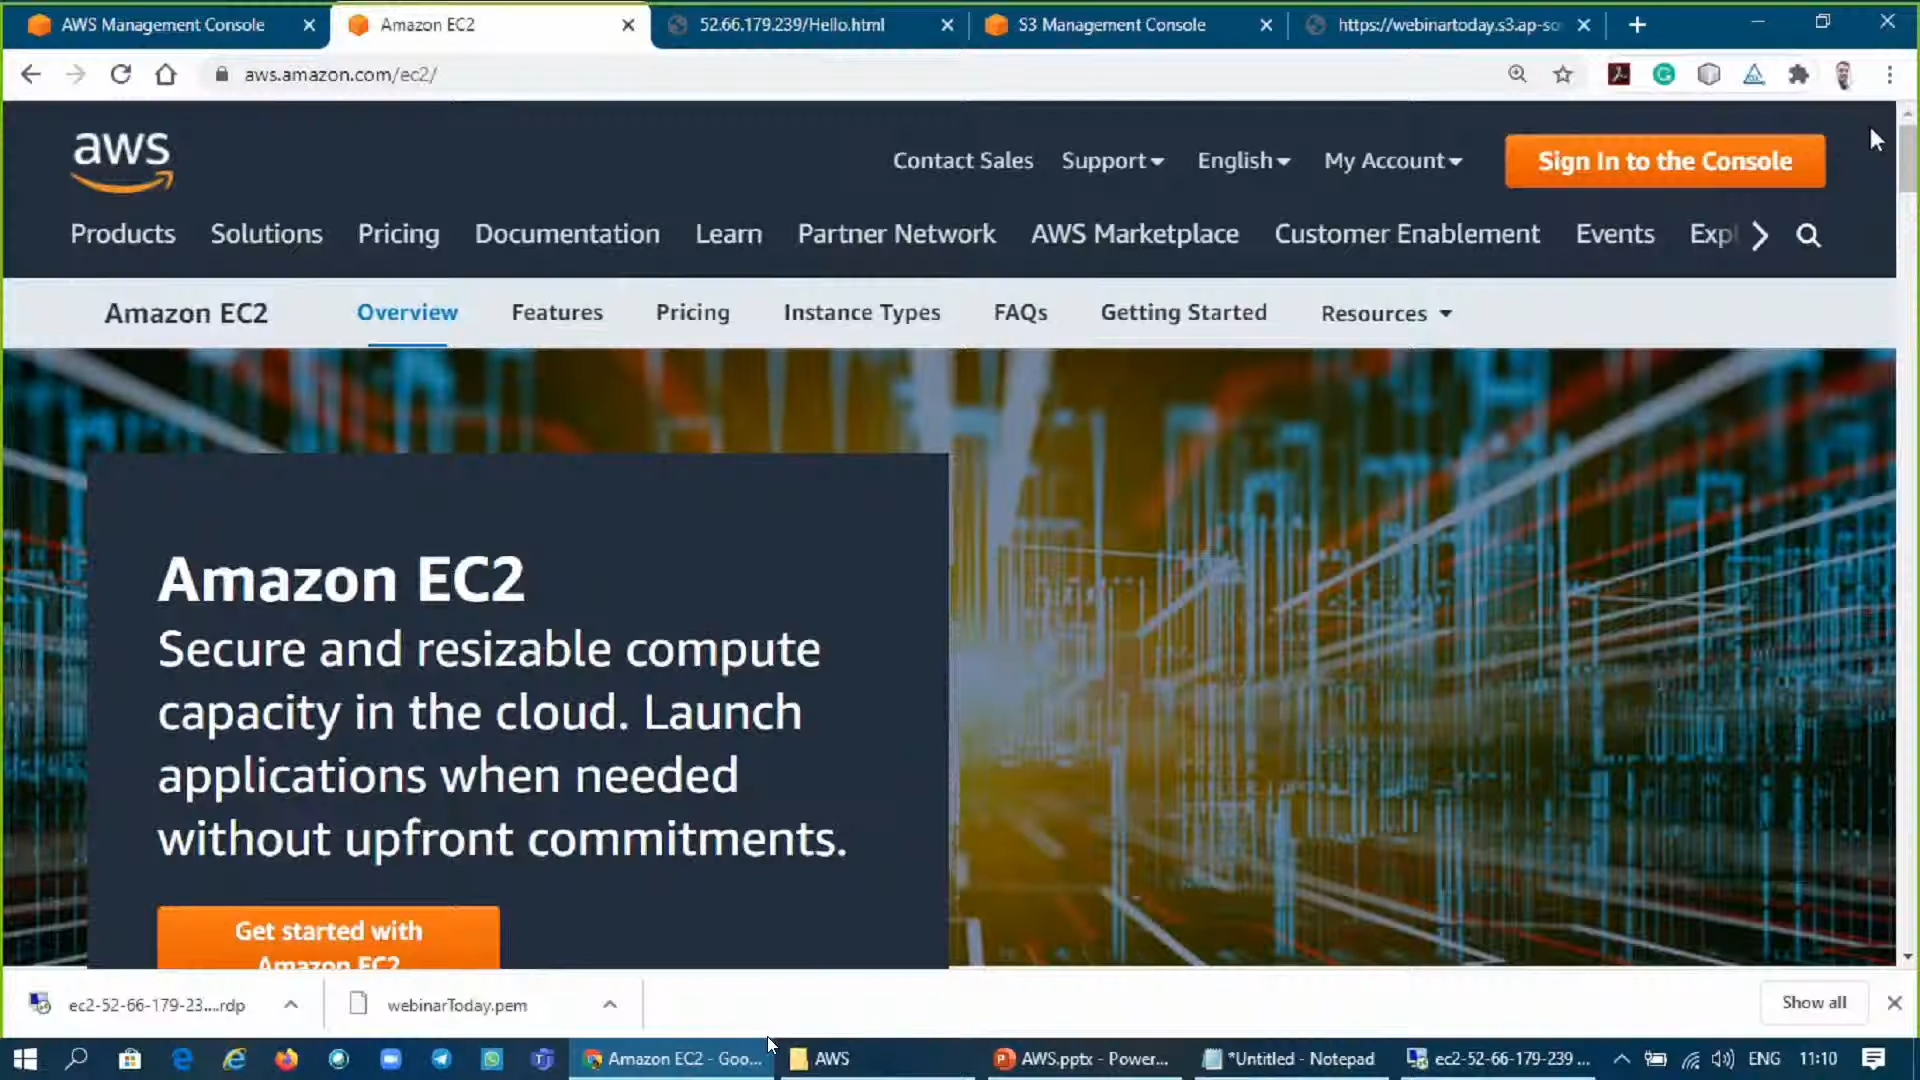 AWS Management Console
Amazon EC2
52.66.179.239/Hello.html
S3 Management Console
https://webinartoday.s3.ap-so
aws.amazon.com/ec2/
aws
Contact Sales
Support
English
My Account
Sign In to the Console
Products
Solutions
Pricing
Documentation
Learn
Partner Network
AWS Marketplace
Customer Enablement
Events
Expl
Amazon EC2
Overview
Features
Pricing
Instance Types
FAQs
Getting Started
Resources
Amazon EC2
Secure and resizable compute
capacity in the cloud. Launch
applications when needed
without upfront commitments.
Get started with
Amazon EC2
ec2-52-66-179-23....rdp
webinarToday.pem
Show all
Amazon EC2 - Goo...
AWS
AWS.pptx - Power...
*Untitled - Notepad
ec2-52-66-179-239 ...
ENG
11:10